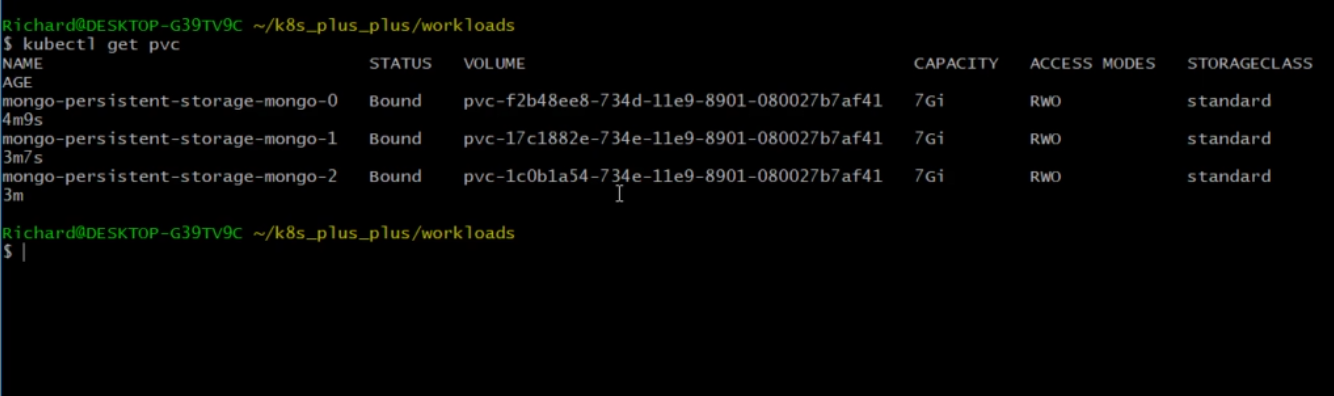 Richard@DESKTOP-G39TV9C ~/k8s_plus_plus/workloads
$ kubectl get pvc
NAME STATUS VOLUME CAPACITY ACCESS MODES STORAGECLASS
AGE
mongo-persistent-storage-mongo-0 Bound pvc-f2b48ee8-734d-11e9-8901-080027b7af41 7Gi RWO standard
4m9s
mongo-persistent-storage-mongo-1 Bound pvc-17c1882e-734e-11e9-8901-080027b7af41 7Gi RWO standard
3m7s
mongo-persistent-storage-mongo-2 Bound pvc-1c0b1a54-734e-11e9-8901-080027b7af41 7Gi RWO standard
3m
Richard@DESKTOP-G39TV9C ~/k8s_plus_plus/workloads
$